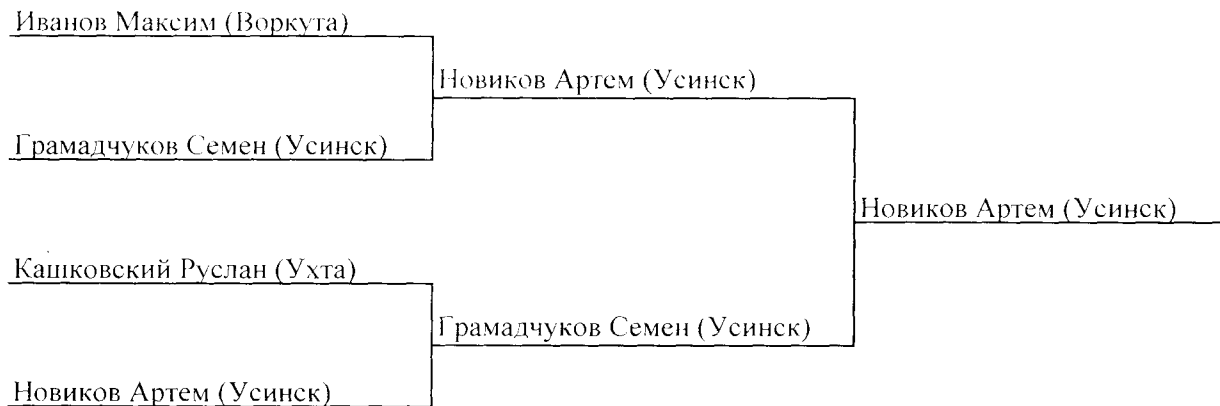 Иванов Максим (Воркута)
Новиков Артем (Усинск)
Грамадчуков Семен (Усинск)
Новиков Артем (Усинск)
Кашковский Руслан (Ухта)
Грамадчуков Семен (Усинск)
Новиков Артем (Усинск)